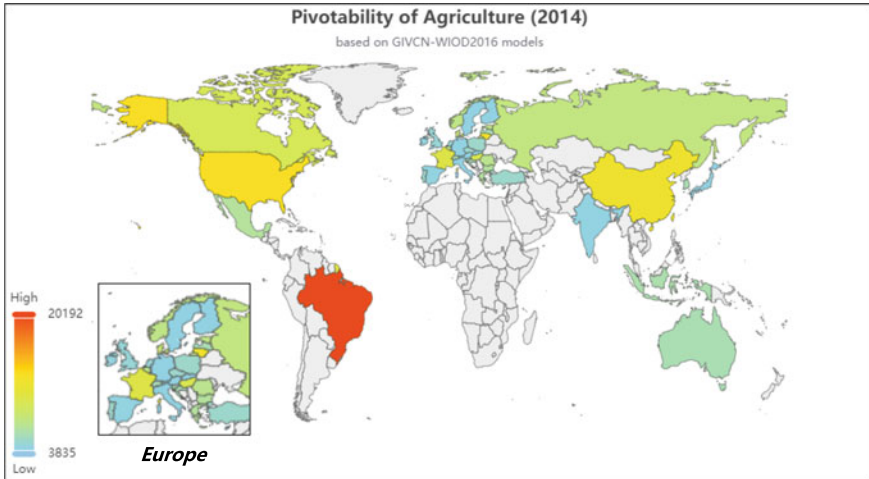 Pivotability of Agriculture (2014)
based on GIVCN-WIOD2016 models
High
20192
3835
Low
Europe